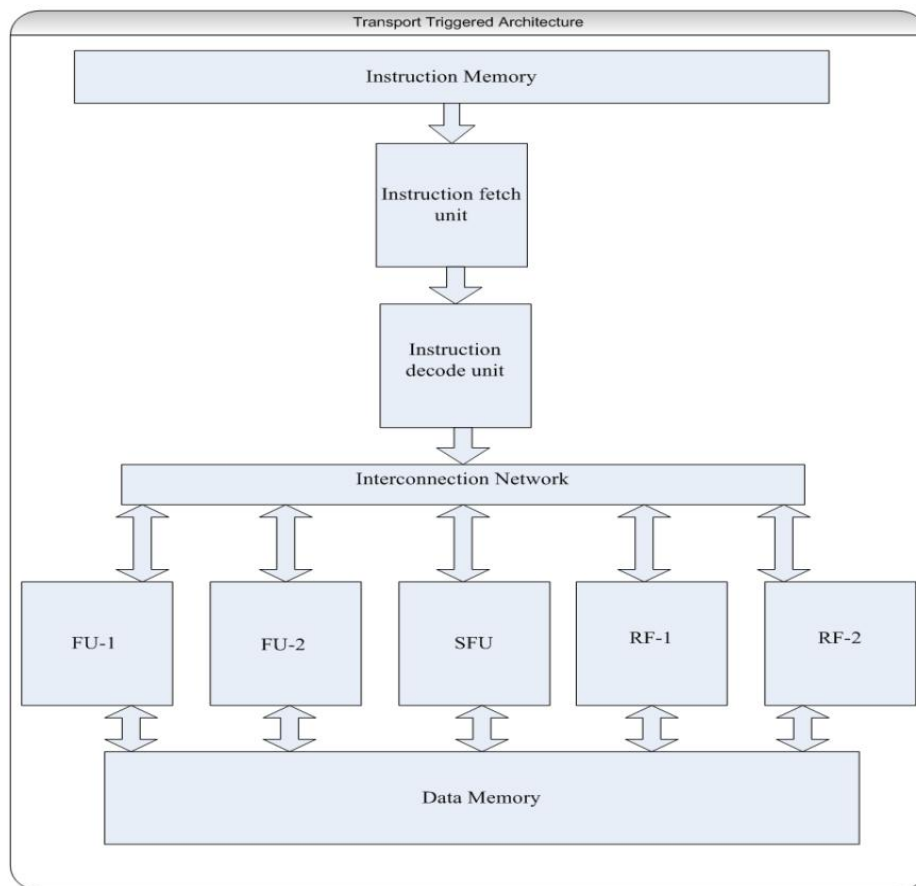 Transport Triggered Architecture
Instruction Memory
Instruction fetch
unit
Instruction
decode unit
Interconnection Network
FU-1
FU-2
SFU
RF-1
RF-2
Data Memory